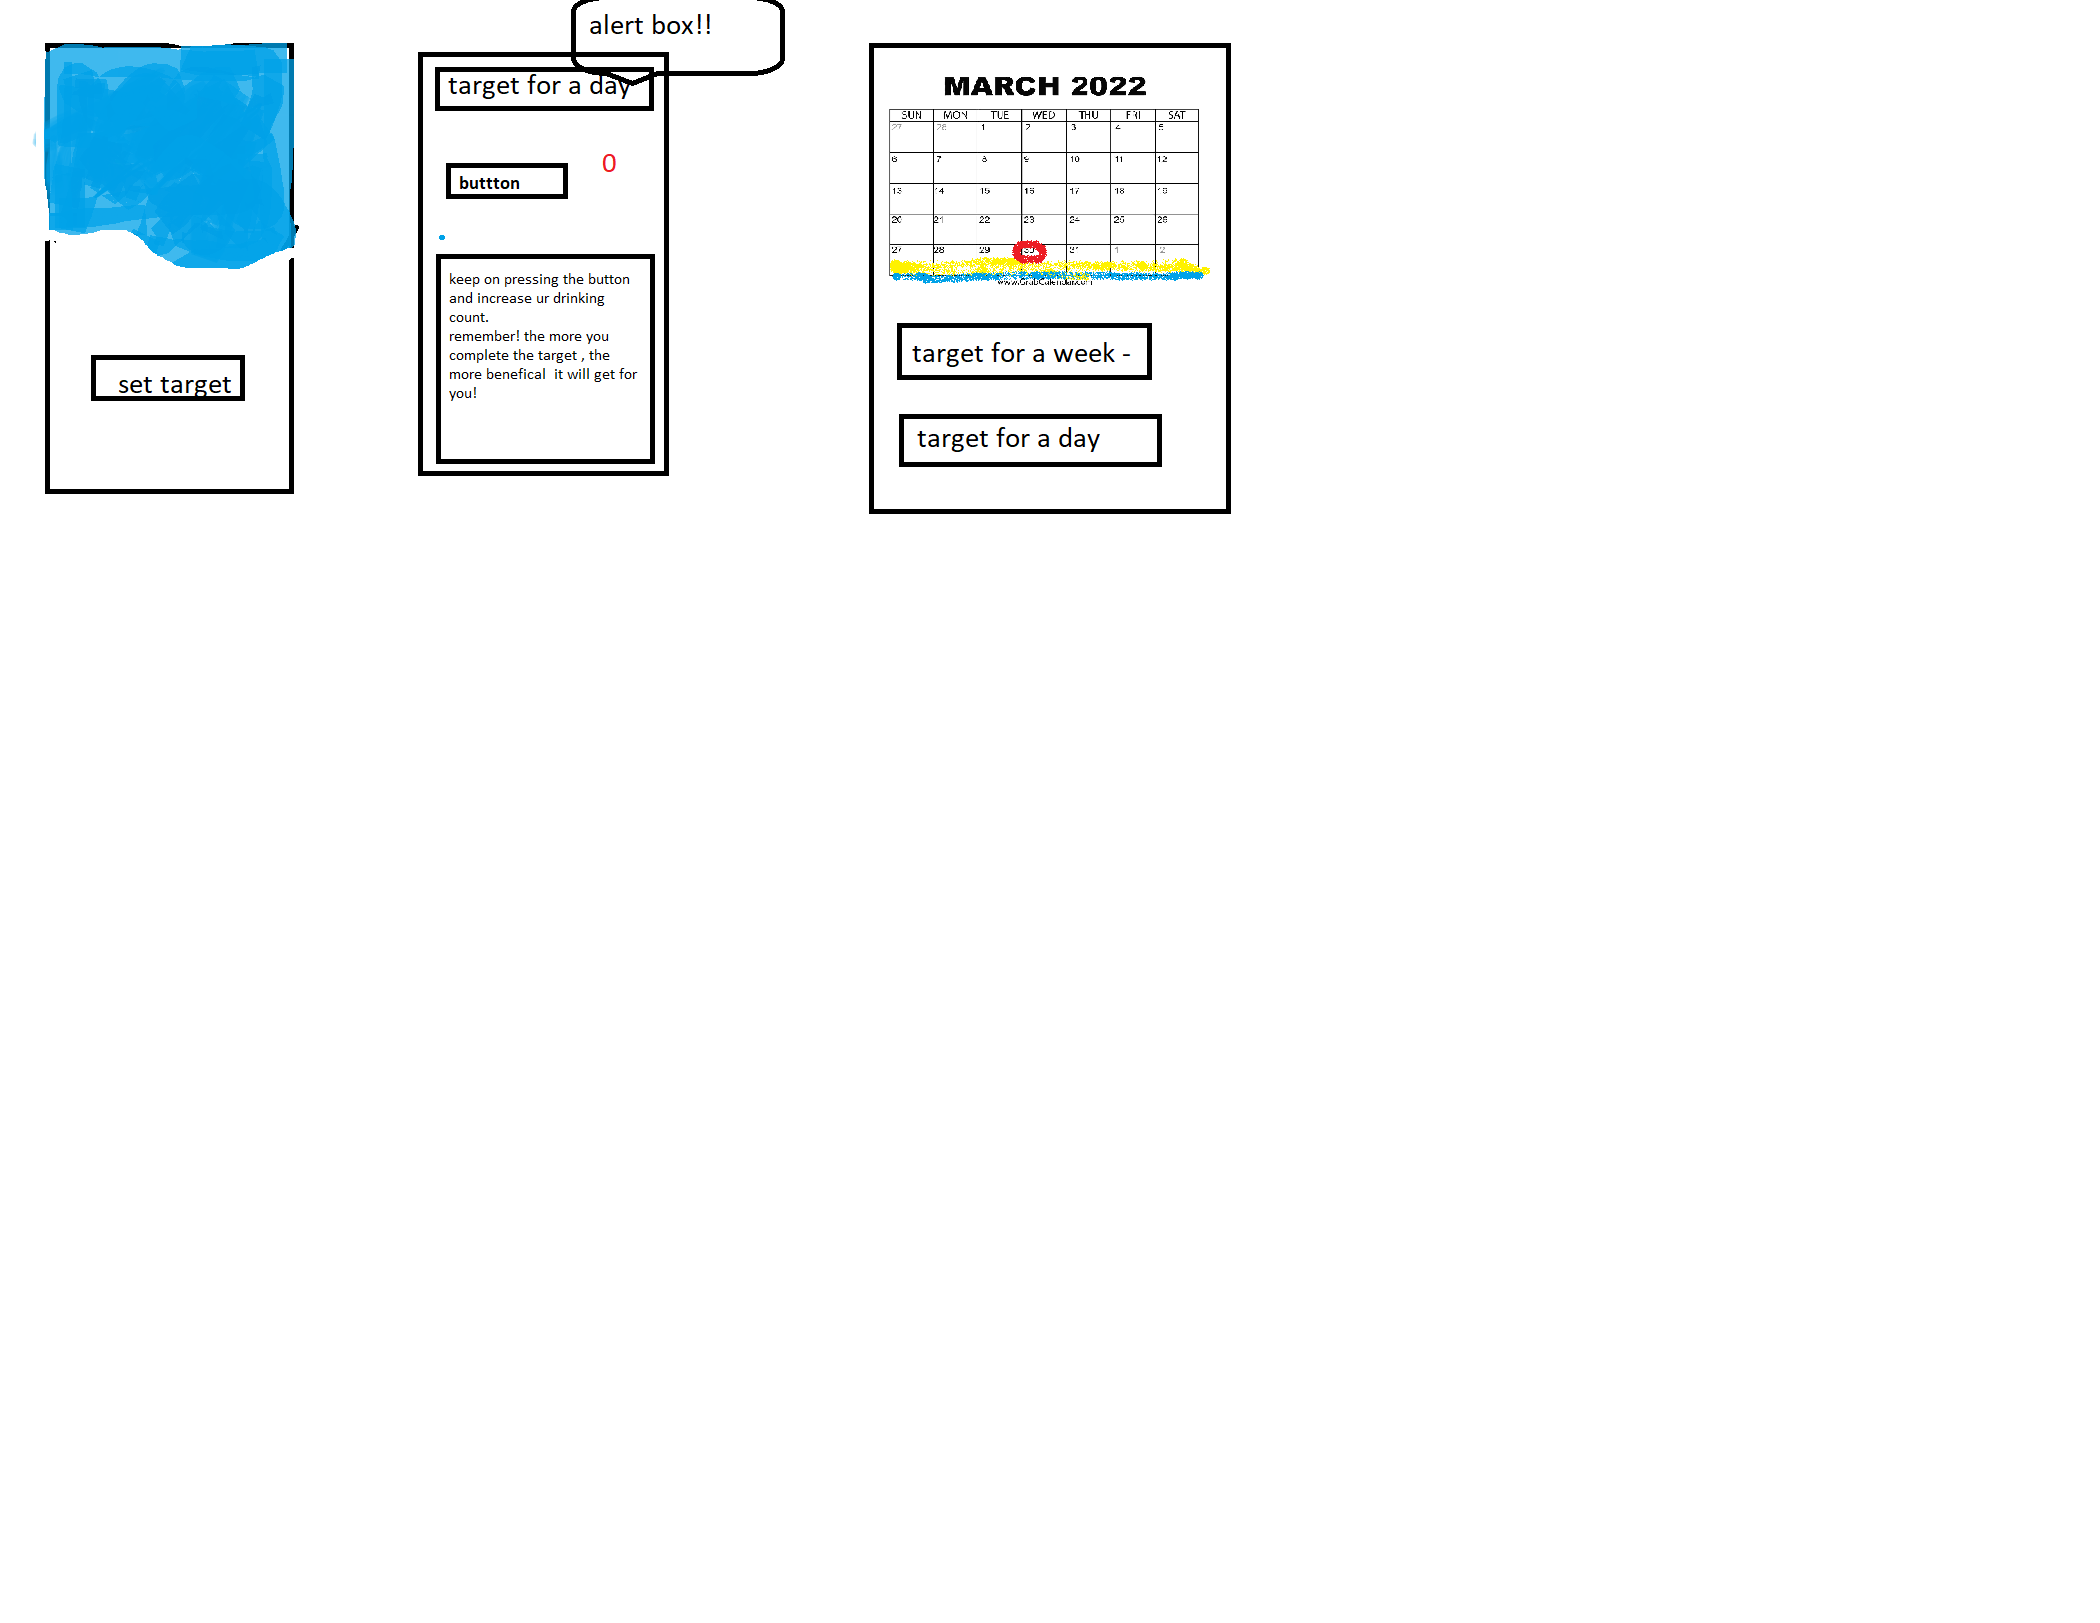 alert box!!
set target
target for a day
buttton
0
keep on pressing the button
and increase ur drinking
count.
remember! the more you
complete the target , the
more benefical  it will get for
you!
MARCH 2022
SUN MON TUE WED THU FRI SAT
27 28 1 2 3 4 5
6 7 8 9 10 11 12
13 14 15 16 17 18 19
20 21 22 23 24 25 26
27 28 29 30 31 1 2
www.GrabCalendar.com
target for a week -
target for a day